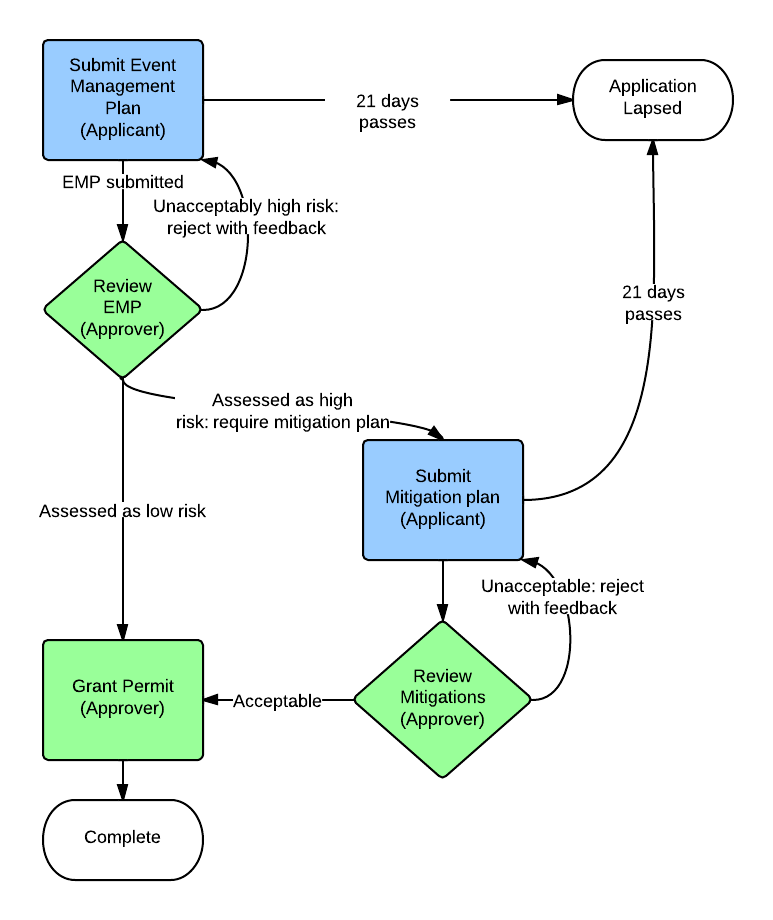 Submit Event
Management
Plan
(Applicant)
21 days
passes
Application
Lapsed
EMP submitted
Unacceptably high risk:
reject with feedback
Review
EMP
(Approver)
21 days
passes
Assessed as high
risk: require mitigation plan
Submit
Mitigation plan
(Applicant)
Assessed as low risk
Unacceptable: reject
with feedback
Grant Permit
(Approver)
Acceptable
Review
Mitigations
(Approver)
Complete